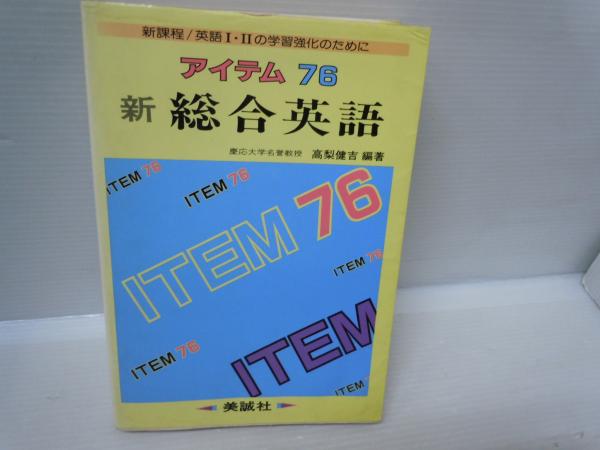 新課程/英語Ⅰ・Ⅱの学習強化のために
アイテム 76
新 総合英語
慶応大学名誉教授 高梨健吉 編著
ITEM 76
ITEM 76
ITEM 76
ITEM 76
ITEM 76
ITEM
ITEM 7
美誠社